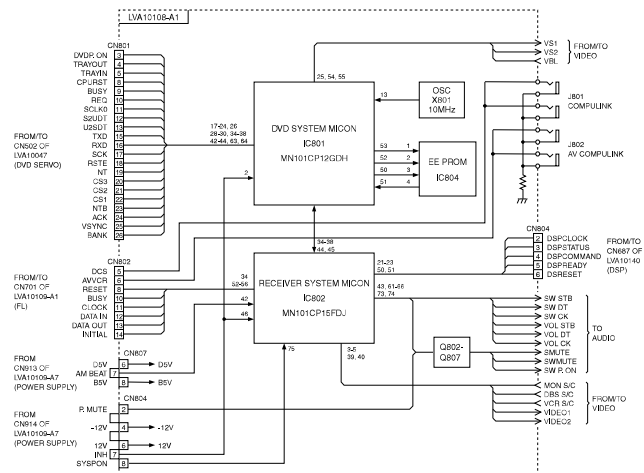 LVA10108-A1
CN801
DVDP. ON 3
TRAYOUT 4
TRAYIN 5
CPURST 8
BUSY 9
REQ 10
SCLK0 11
S2UDT 12
U2SDT 13
TXD 15
RXD 16
SCK 17
RSTE 18
NT 19
CS3 20
CS2 21
CS1 22
NTB 23
ACK 24
VSYNC 25
BANK 26
FROM/TO
CN502 OF
LVA10047
(DVD SERVO)
17-24, 26
28-30, 34-38
42-44, 63, 64
2
DVD SYSTEM MICON
IC801
MN101CP12GDH
25, 54, 55
13
OSC
X801
10MHz
53 1
52 2
50 3
51 4
EE PROM
IC804
VS1
VS2
VBL
FROM/TO
VIDEO
J801
COMPULINK
J802
AV COMPULINK
CN802
DCS 5
AVVCR 6
RESET 8
BUSY 10
CLOCK 11
DATA IN 12
DATA OUT 13
INITIAL 14
FROM/TO
CN701 OF
LVA10109-A1
(FL)
34-38
44, 45
34
52-56
42
46
75
RECEIVER SYSTEM MICON
IC802
MN101CP15FDJ
21-23
50, 51
43, 61-66
73, 74
3-5
39, 40
Q802-
Q807
CN804
2 DSPCLOCK
3 DSPSTATUS
4 DSPCOMMAND
5 DSPREADY
6 DSRESET
FROM/TO
CN687 OF
LVA10140
(DSP)
SW STB
SW DT
SW CK
VOL STB
VOL DT
VOL CK
SMUTE
SWMUTE
SW P. ON
TO
AUDIO
MON S/C
DBS S/C
VCR S/C
VIDEO1
VIDEO2
FROM/TO
VIDEO
FROM
CN913 OF
LVA10109-A7
(POWER SUPPLY)
CN807
D5V 6 D5V
AM BEAT 7
B5V 8 B5V
FROM
CN914 OF
LVA10109-A7
(POWER SUPPLY)
CN804
P. MUTE 2
-12V 4 -12V
12V 6 12V
INH 7
SYSPON 8